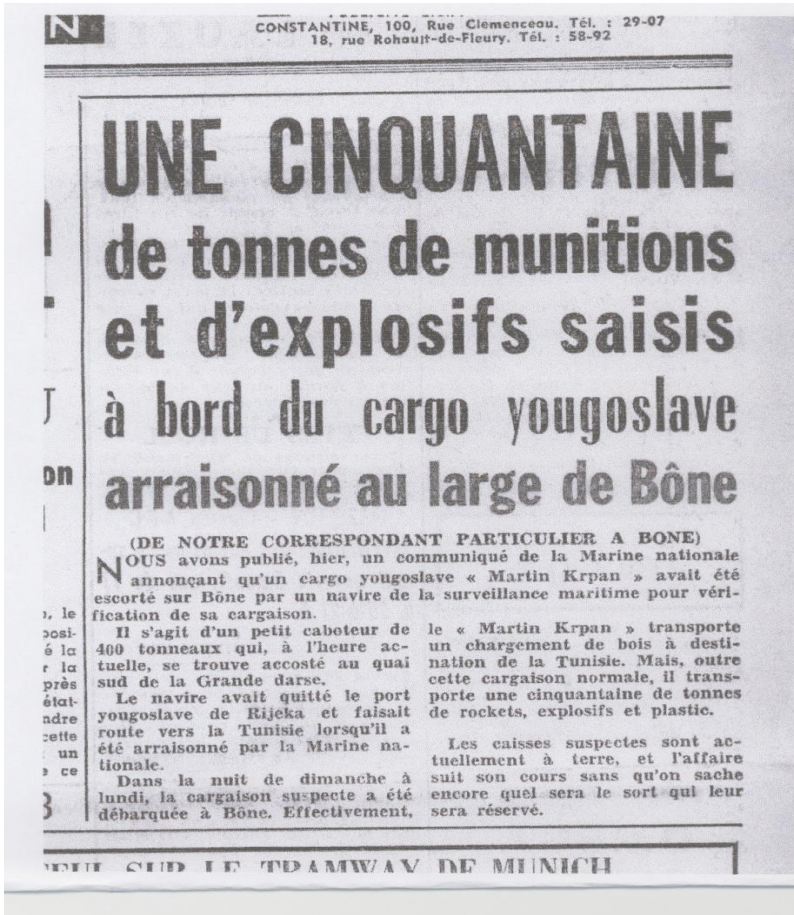 N
CONSTANTINE, 100, Rue Clemenceau. Tél. : 29-07
18, rue Rohault-de-Fleury. Tél. : 58-92
UNE CINQUANTAINE
de tonnes de munitions
et d'explosifs saisis
à bord du cargo yougoslave
arraisonné au large de Bône
(DE NOTRE CORRESPONDANT PARTICULIER A BONE)
NOUS avons publié, hier, un communiqué de la Marine nationale
annonçant qu'un cargo yougoslave « Martin Krpan » avait été
escorté sur Bône par un navire de la surveillance maritime pour véri-
fication de sa cargaison.
Il s'agit d'un petit caboteur de
400 tonneaux qui, à l'heure ac-
tuelle, se trouve accosté au quai
sud de la Grande darse.
Le navire avait quitté le port
yougoslave de Rijeka et faisait
route vers la Tunisie lorsqu'il a
été arraisonné par la Marine na-
tionale.
Dans la nuit de dimanche à
lundi, la cargaison suspecte a été
débarquée à Bône. Effectivement,
le « Martin Krpan » transporte
un chargement de bois à desti-
nation de la Tunisie. Mais, outre
cette cargaison normale, il trans-
porte une cinquantaine de tonnes
de rockets, explosifs et plastic.
Les caisses suspectes sont ac-
tuellement à terre, et l'affaire
suit son cours sans qu'on sache
encore quel sera le sort qui leur
sera réservé.
SUR LE TRAMWAY DE MUNICH